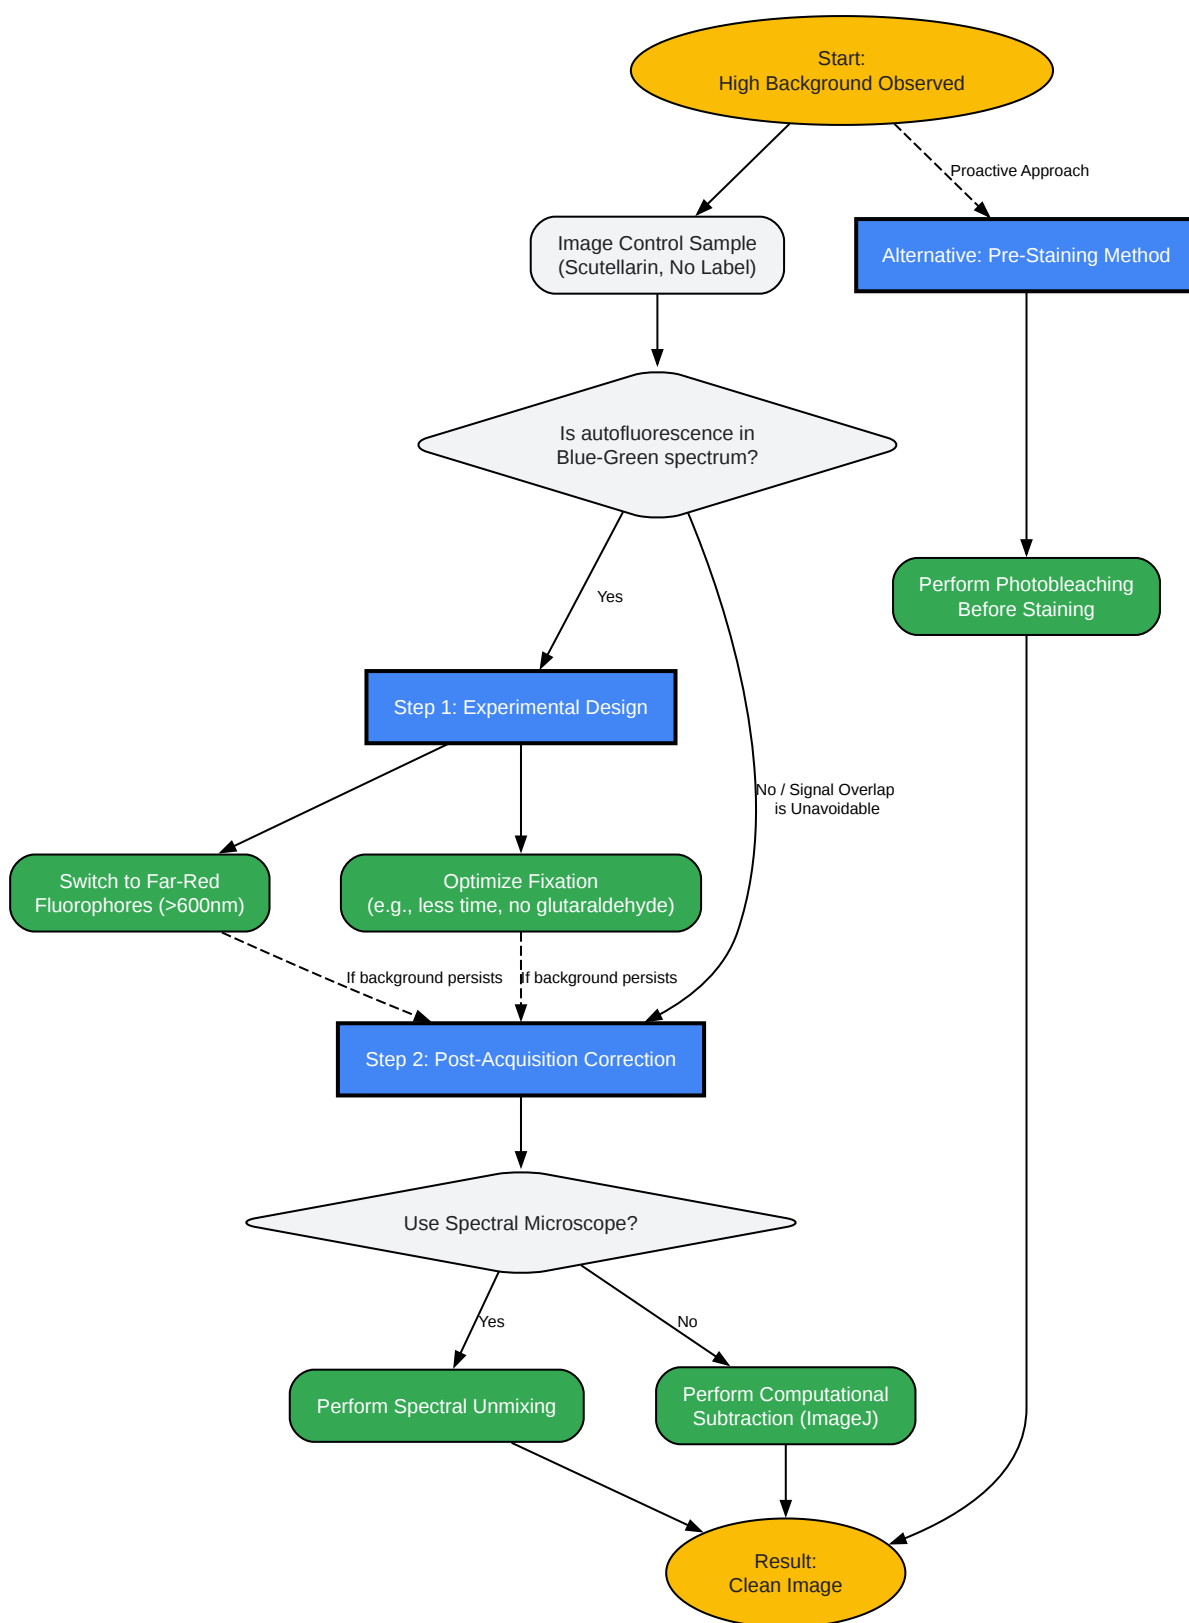 Start:
High Background Observed
Proactive Approach
Image Control Sample
(Scutellarin, No Label)
Alternative: Pre-Staining Method
Is autofluorescence in
Blue-Green spectrum?
Perform Photobleaching
Before Staining
Yes
Step 1: Experimental Design
No / Signal Overlap
is Unavoidable
Switch to Far-Red
Fluorophores (>600nm)
Optimize Fixation
(e.g., less time, no glutaraldehyde)
If background persists
If background persists
Step 2: Post-Acquisition Correction
Use Spectral Microscope?
Yes
No
Perform Spectral Unmixing
Perform Computational
Subtraction (ImageJ)
Result:
Clean Image